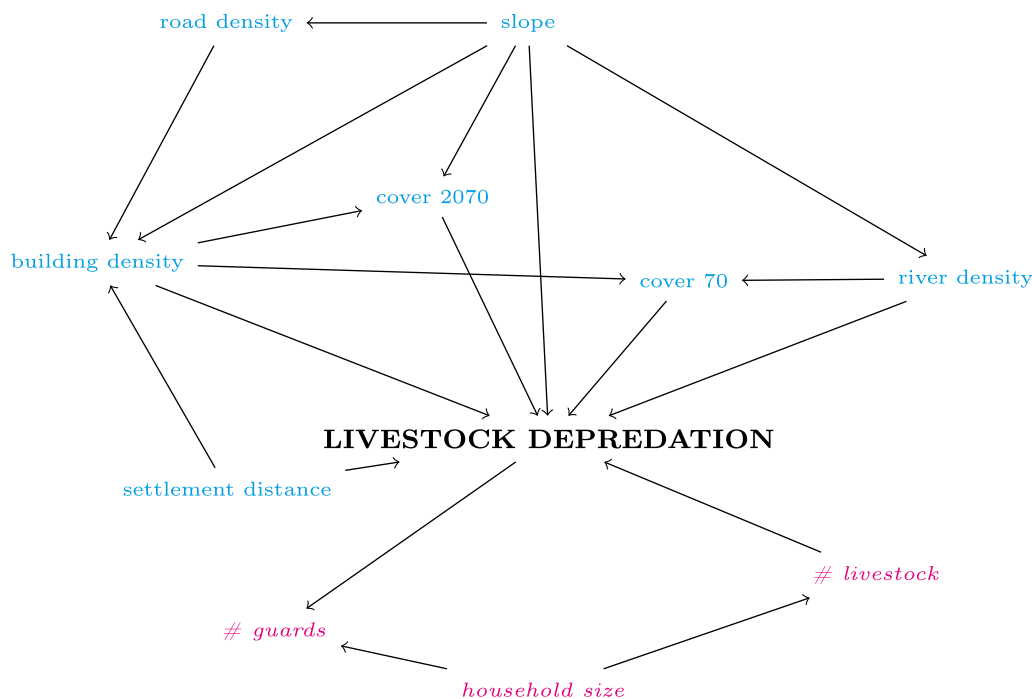 road density
slope
cover 2070
building density
cover 70
river density
LIVESTOCK DEPREDATION
settlement distance
# livestock
# guards
household size